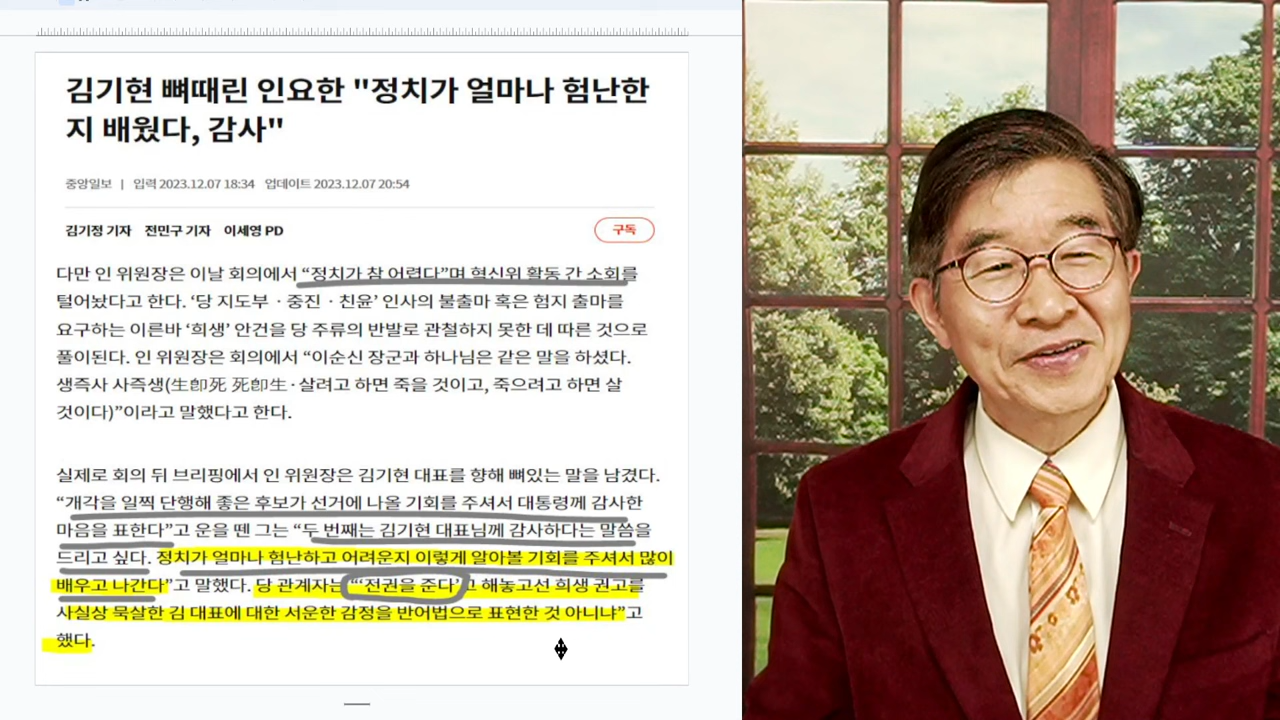 김기현 뼈때린 인요한 "정치가 얼마나 험난한
지 배웠다, 감사"
중앙일보 | 입력 2023.12.07 18:34 업데이트 2023.12.07 20:54
김기정 기자 전민구 기자 이세영 PD
구독
다만 인 위원장은 이날 회의에서 “정치가 참 어렵다”며 혁신위 활동 간 소회를
털어놨다고 한다. ‘당 지도부ㆍ중진ㆍ친윤’ 인사의 불출마 혹은 험지 출마를
요구하는 이른바 ‘희생’ 안건을 당 주류의 반발로 관철하지 못한 데 따른 것으로
풀이된다. 인 위원장은 회의에서 “이순신 장군과 하나님은 같은 말을 하셨다.
생즉사 사즉생(生卽死 死卽生·살려고 하면 죽을 것이고, 죽으려고 하면 살
것이다)”이라고 말했다고 한다.
실제로 회의 뒤 브리핑에서 인 위원장은 김기현 대표를 향해 뼈있는 말을 남겼다.
“개각을 일찍 단행해 좋은 후보가 선거에 나올 기회를 주셔서 대통령께 감사한
마음을 표한다”고 운을 뗀 그는 “두 번째는 김기현 대표님께 감사하다는 말씀을
드리고 싶다. 정치가 얼마나 험난하고 어려운지 이렇게 알아볼 기회를 주셔서 많이
배우고 나간다”고 말했다. 당 관계자는 “‘전권을 준다’고 해놓고선 희생 권고를
사실상 묵살한 김 대표에 대한 서운한 감정을 반어법으로 표현한 것 아니냐”고
했다.